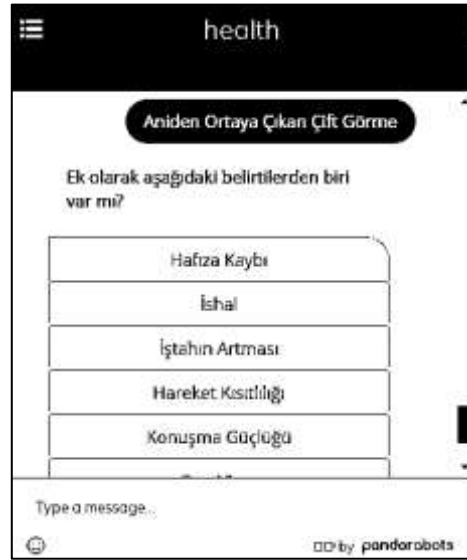 health
Aniden Ortaya Çıkan Çift Görme
Ek olarak aşağıdaki belirtilerden biri
var mı?
Hafıza Kaybı
İshal
İştahın Artması
Hareket Kısıtlılığı
Konuşma Güçlüğü
Type a message...
by pandorabots